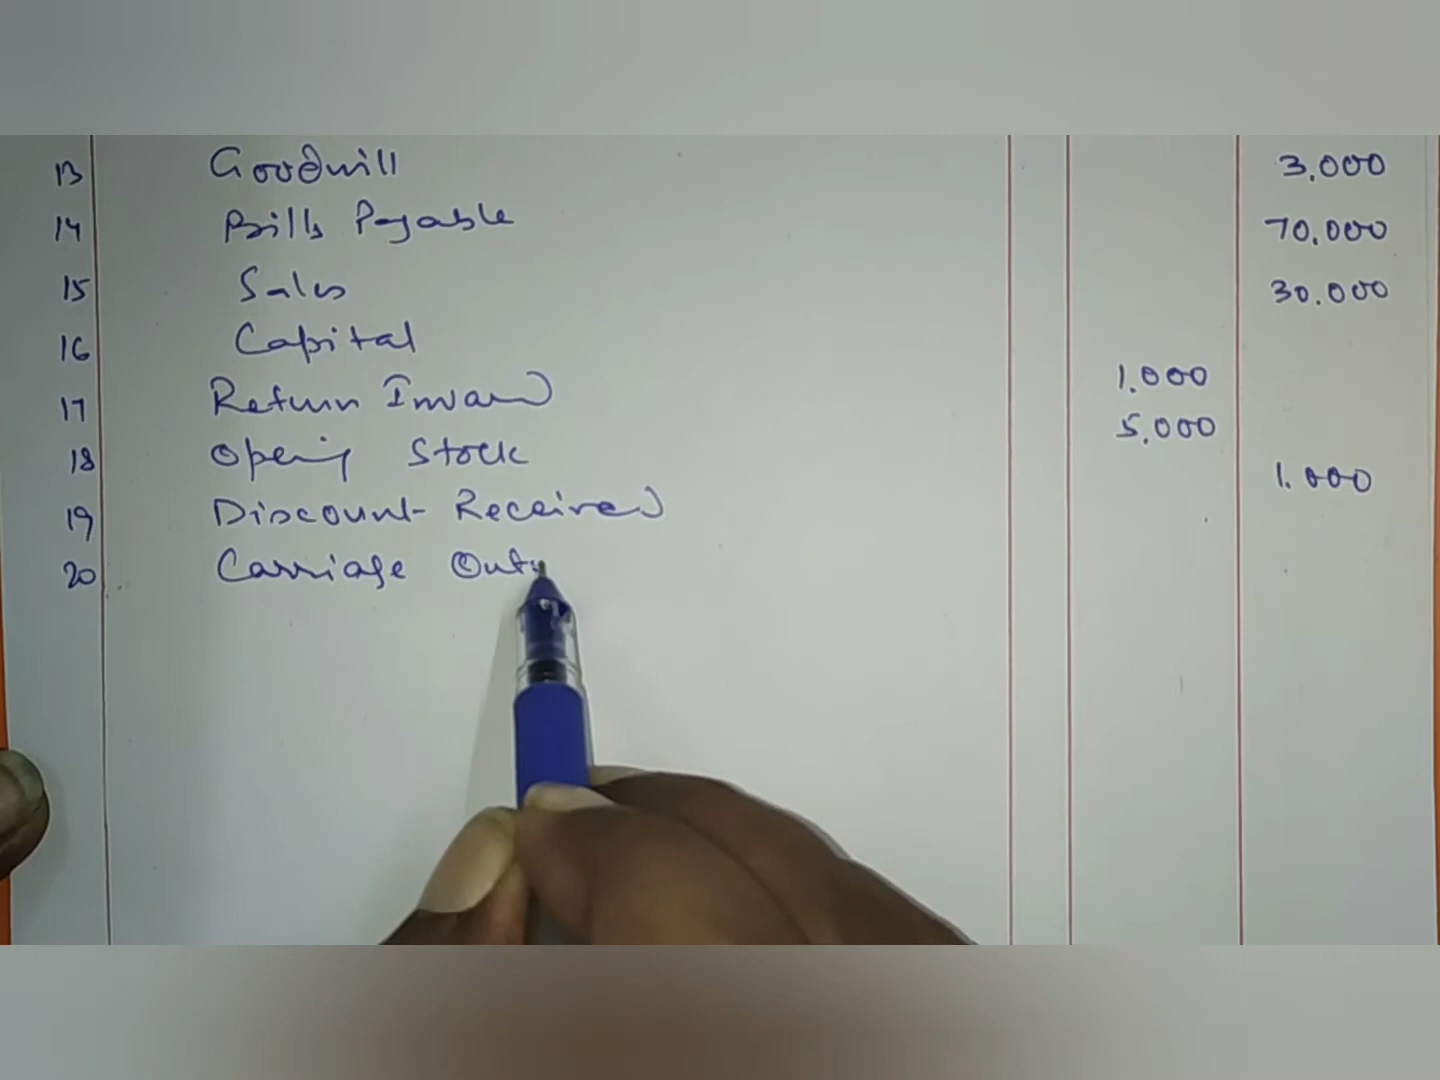 13 Goodwill 3,000
14 Bills Payable 70,000
15 Sales 30,000
16 Capital
17 Return Inward 1,000
18 Opening Stock 5,000
19 Discount Received 1,000
20 Carriage Outw